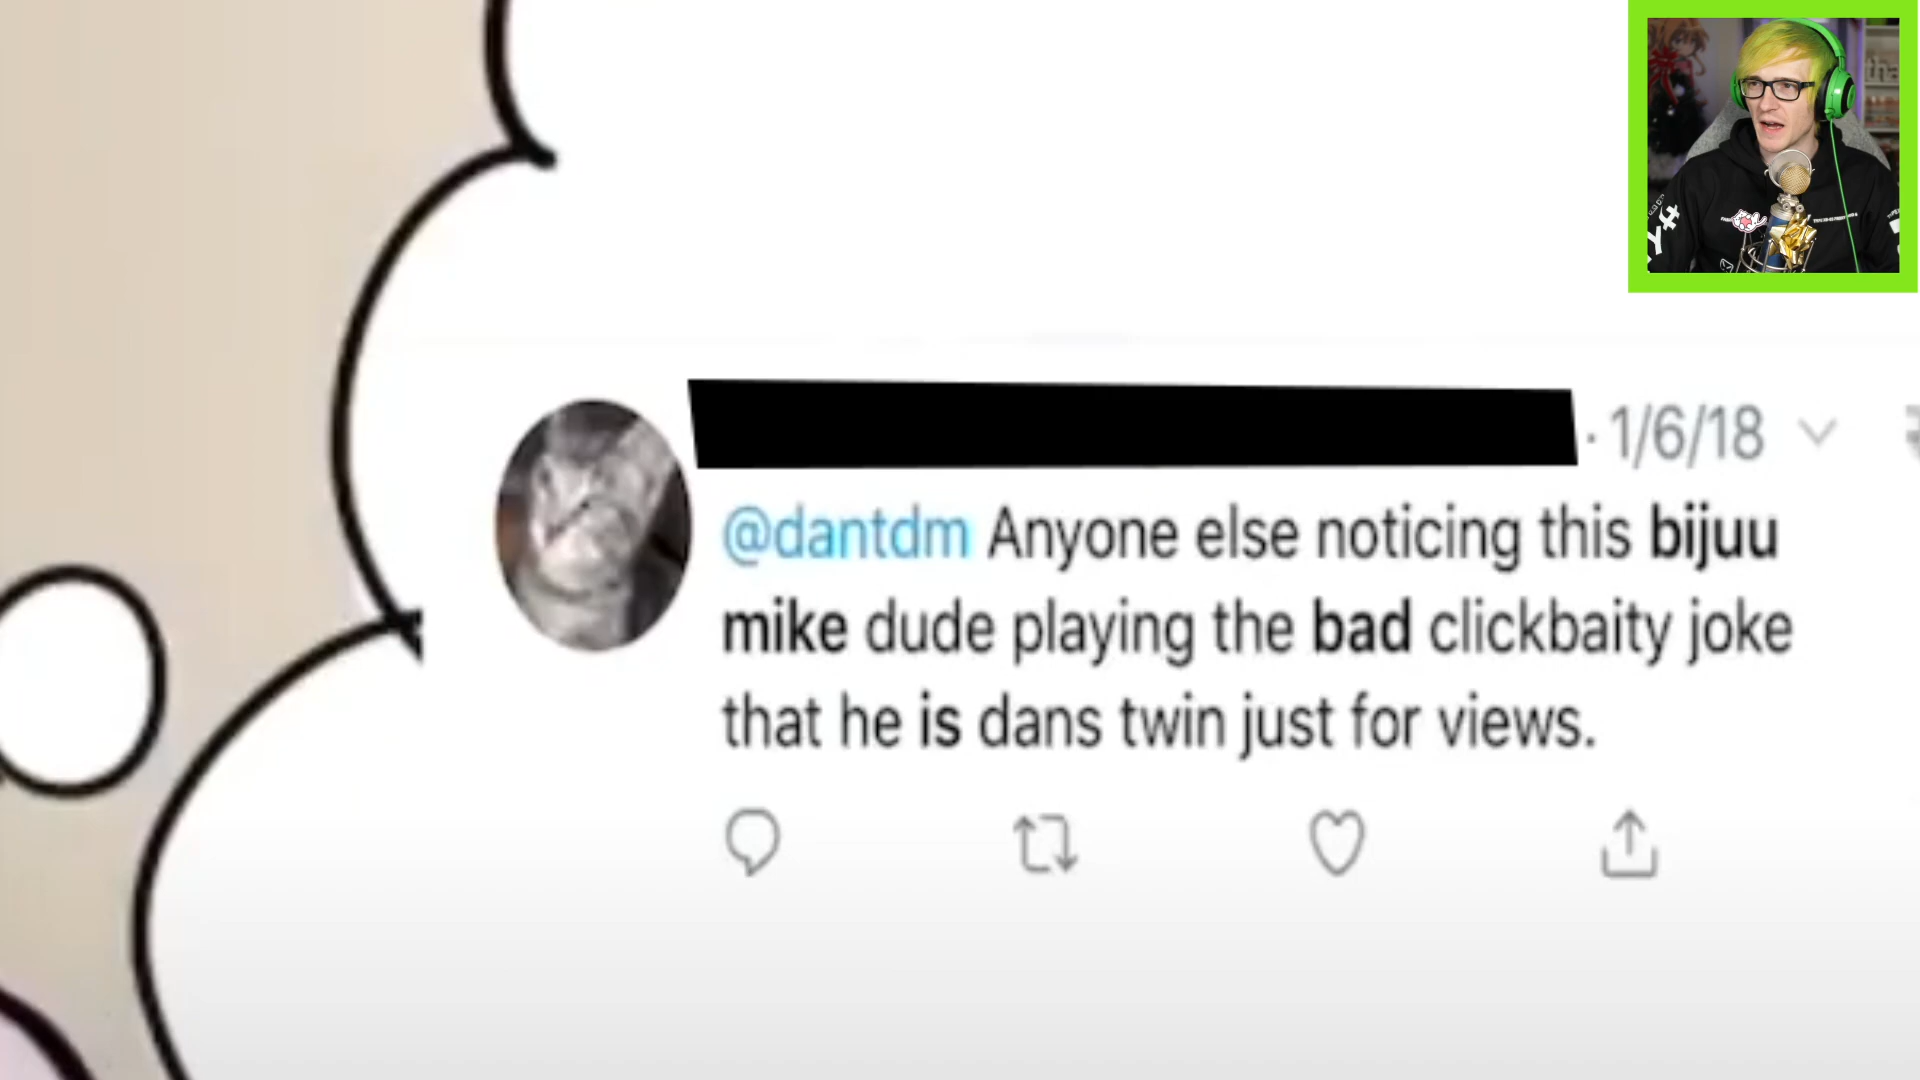 · 1/6/18
@dantdm Anyone else noticing this bijuu
mike dude playing the bad clickbaity joke
that he is dans twin just for views.